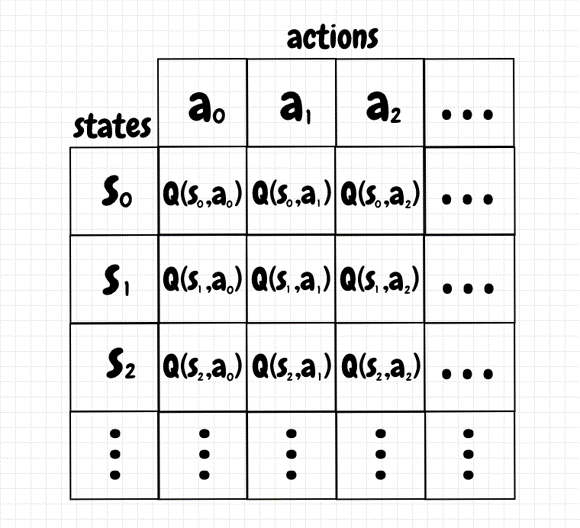 actions
states a₀ a₁ a₂ ...
s₀ Q(s₀,a₀) Q(s₀,a₁) Q(s₀,a₂) ...
s₁ Q(s₁,a₀) Q(s₁,a₁) Q(s₁,a₂) ...
s₂ Q(s₂,a₀) Q(s₂,a₁) Q(s₂,a₂) ...
⋮ ⋮ ⋮ ⋮ ⋮